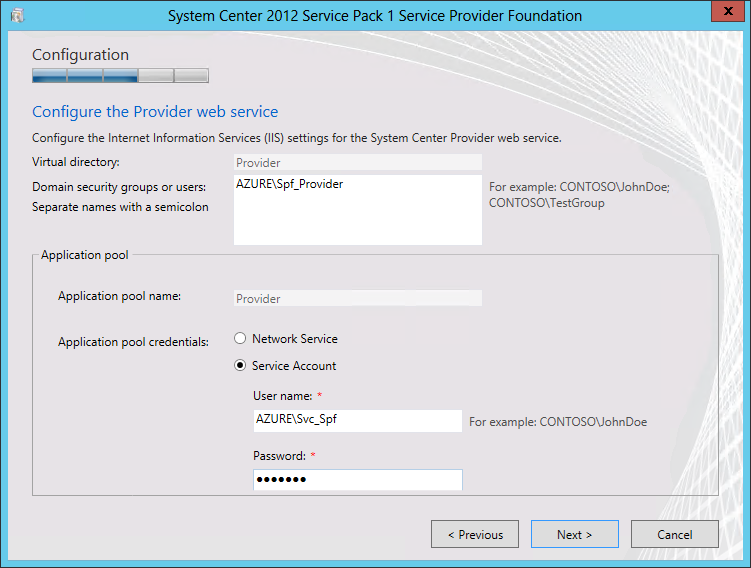 System Center 2012 Service Pack 1 Service Provider Foundation
x
Configuration
Configure the Provider web service
Configure the Internet Information Services (IIS) settings for the System Center Provider web service.
Virtual directory:
Provider
Domain security groups or users:
Separate names with a semicolon
AZURE\Spf_Provider
For example: CONTOSO\JohnDoe;
CONTOSO\TestGroup
Application pool
Application pool name:
Provider
Application pool credentials:
Network Service
Service Account
User name: *
AZURE\Svc_Spf
For example: CONTOSO\JohnDoe
Password: *
●●●●●●●
< Previous
Next >
Cancel